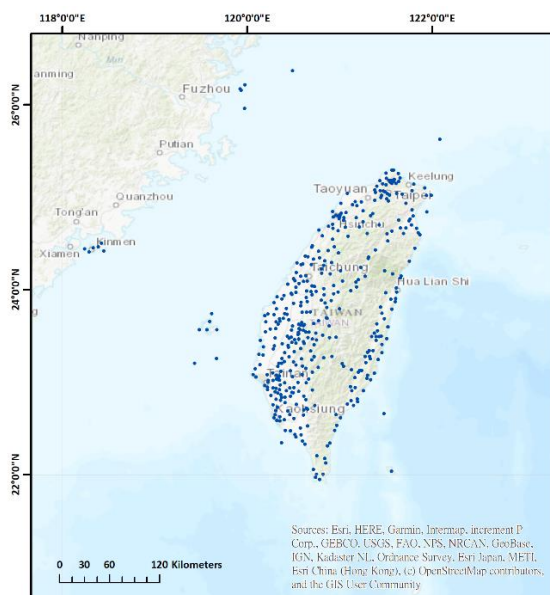 118°0'0"E 120°0'0"E 122°0'0"E
Nanping
Min
anming
Fuzhou
26°0'0"N
Putian
Keelung
Taoyuan
Taipei
Quanzhou
Tong'an
Hsinchu
Kinmen
Xiamen
Taichung
24°0'0"N
Hua Lian Shi
TAIWAN
TAIWAN
Tainan
Kaohsiung
22°0'0"N
Sources: Esri, HERE, Garmin, Intermap, increment P
Corp., GEBCO, USGS, FAO, NPS, NRCAN, GeoBase,
IGN, Kadaster NL, Ordnance Survey, Esri Japan, METI,
Esri China (Hong Kong), (c) OpenStreetMap contributors,
and the GIS User Community
0 30 60 120 Kilometers